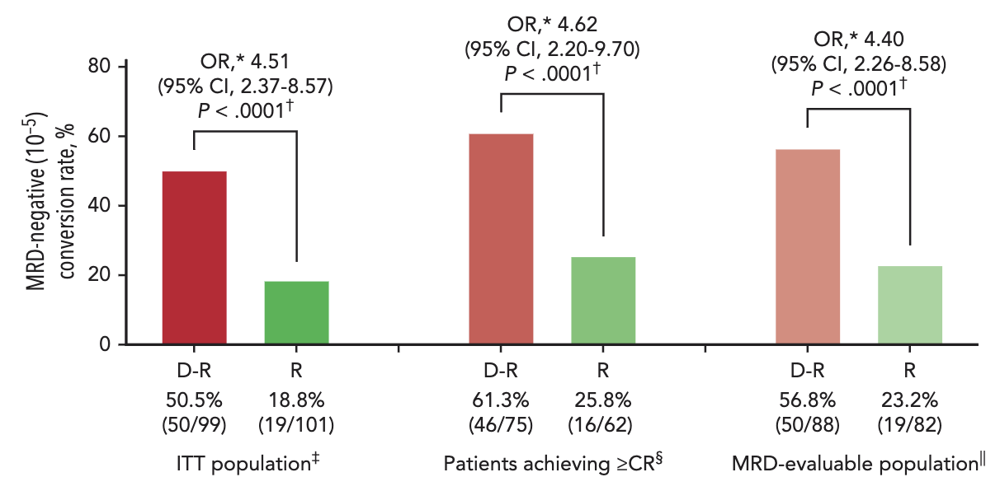 OR,* 4.51
(95% CI, 2.37-8.57)
P < .0001†
OR,* 4.62
(95% CI, 2.20-9.70)
P < .0001†
OR,* 4.40
(95% CI, 2.26-8.58)
P < .0001†
MRD-negative (10⁻⁵)
conversion rate, %
80
60
40
20
0
D-R R D-R R D-R R
50.5% 18.8% 61.3% 25.8% 56.8% 23.2%
(50/99) (19/101) (46/75) (16/62) (50/88) (19/82)
ITT population‡ Patients achieving ≥CR§ MRD-evaluable population‖